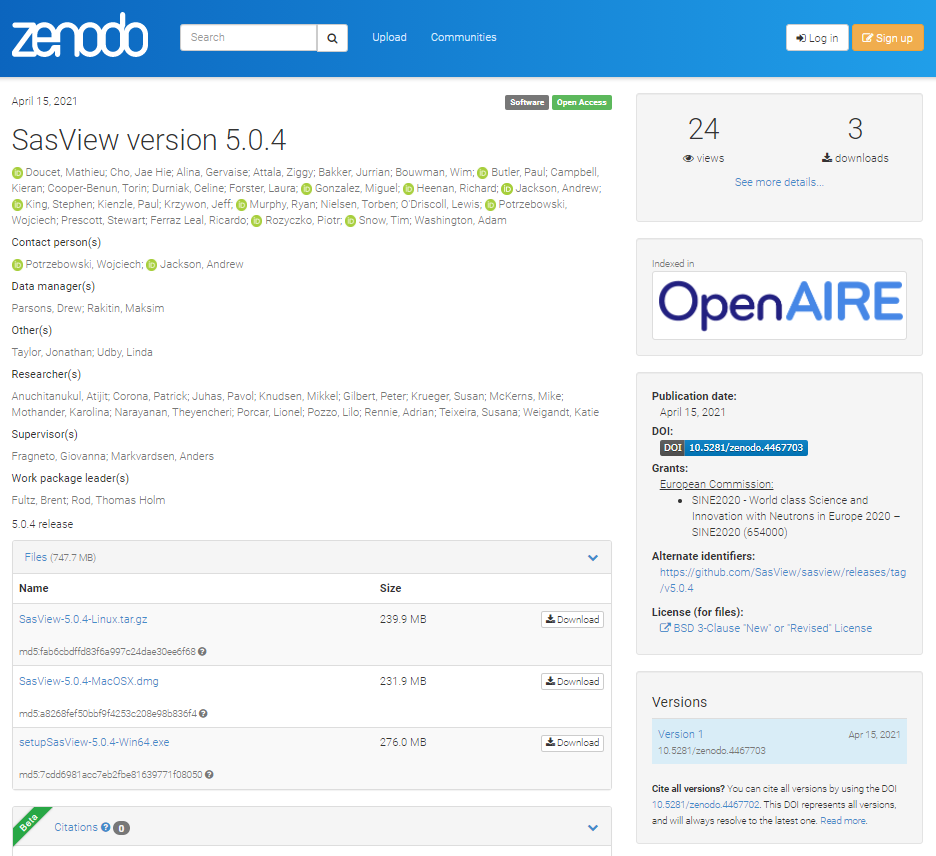 zenodo
Search
Upload
Communities
Log in
Sign up
April 15, 2021
Software
Open Access
SasView version 5.0.4
Doucet, Mathieu; Cho, Jae Hie; Alina, Gervaise; Attala, Ziggy; Bakker, Jurrian; Bouwman, Wim; Butler, Paul; Campbell,
Kieran; Cooper-Benun, Torin; Durniak, Celine; Forster, Laura; Gonzalez, Miguel; Heenan, Richard; Jackson, Andrew;
King, Stephen; Kienzle, Paul; Krzywon, Jeff; Murphy, Ryan; Nielsen, Torben; O'Driscoll, Lewis; Potrzebowski,
Wojciech; Prescott, Stewart; Ferraz Leal, Ricardo; Rozyczko, Piotr; Snow, Tim; Washington, Adam
Contact person(s)
Potrzebowski, Wojciech; Jackson, Andrew
Data manager(s)
Parsons, Drew; Rakitin, Maksim
Other(s)
Taylor, Jonathan; Udby, Linda
Researcher(s)
Anuchitanukul, Atijit; Corona, Patrick; Juhas, Pavol; Knudsen, Mikkel; Gilbert, Peter; Krueger, Susan; McKerns, Mike;
Mothander, Karolina; Narayanan, Theyencheri; Porcar, Lionel; Pozzo, Lilo; Rennie, Adrian; Teixeira, Susana; Weigandt, Katie
Supervisor(s)
Fragneto, Giovanna; Markvardsen, Anders
Work package leader(s)
Fultz, Brent; Rod, Thomas Holm
5.0.4 release
Files (747.7 MB)
Name Size
SasView-5.0.4-Linux.tar.gz 239.9 MB Download
md5:fab6cbdffd83f6a997c24dae30ee6f68
SasView-5.0.4-MacOSX.dmg 231.9 MB Download
md5:a8268fef50bbf9f4253c208e98b836f4
setupSasView-5.0.4-Win64.exe 276.0 MB Download
md5:7cdd6981acc7eb2fbe81639771f08050
Beta
Citations 0
24 3
views downloads
See more details...
Indexed in
OpenAIRE
Publication date:
April 15, 2021
DOI:
DOI 10.5281/zenodo.4467703
Grants:
European Commission:
SINE2020 - World class Science and
Innovation with Neutrons in Europe 2020 –
SINE2020 (654000)
Alternate identifiers:
https://github.com/SasView/sasview/releases/tag
/v5.0.4
License (for files):
BSD 3-Clause "New" or "Revised" License
Versions
Version 1 Apr 15, 2021
10.5281/zenodo.4467703
Cite all versions? You can cite all versions by using the DOI
10.5281/zenodo.4467702. This DOI represents all versions,
and will always resolve to the latest one. Read more.